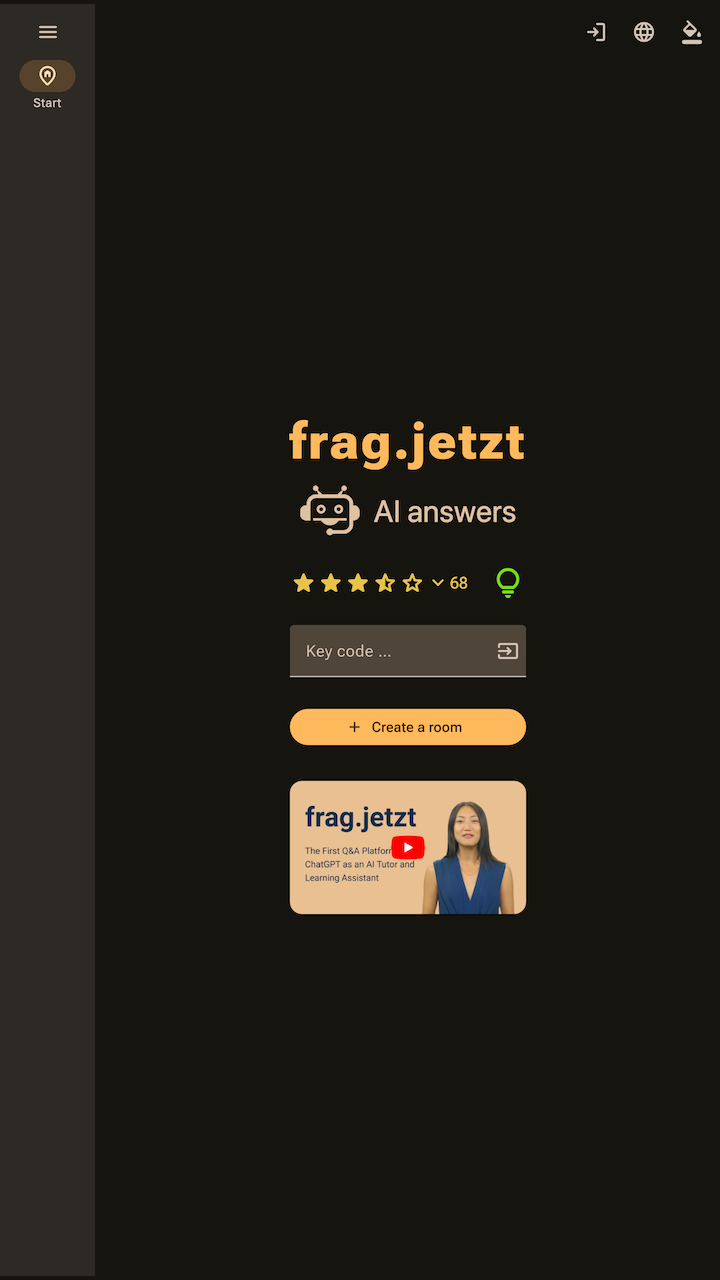 Start
frag.jetzt
AI answers
68
Key code ...
+ Create a room
frag.jetzt
The First Q&A Platform
ChatGPT as an AI Tutor and
Learning Assistant